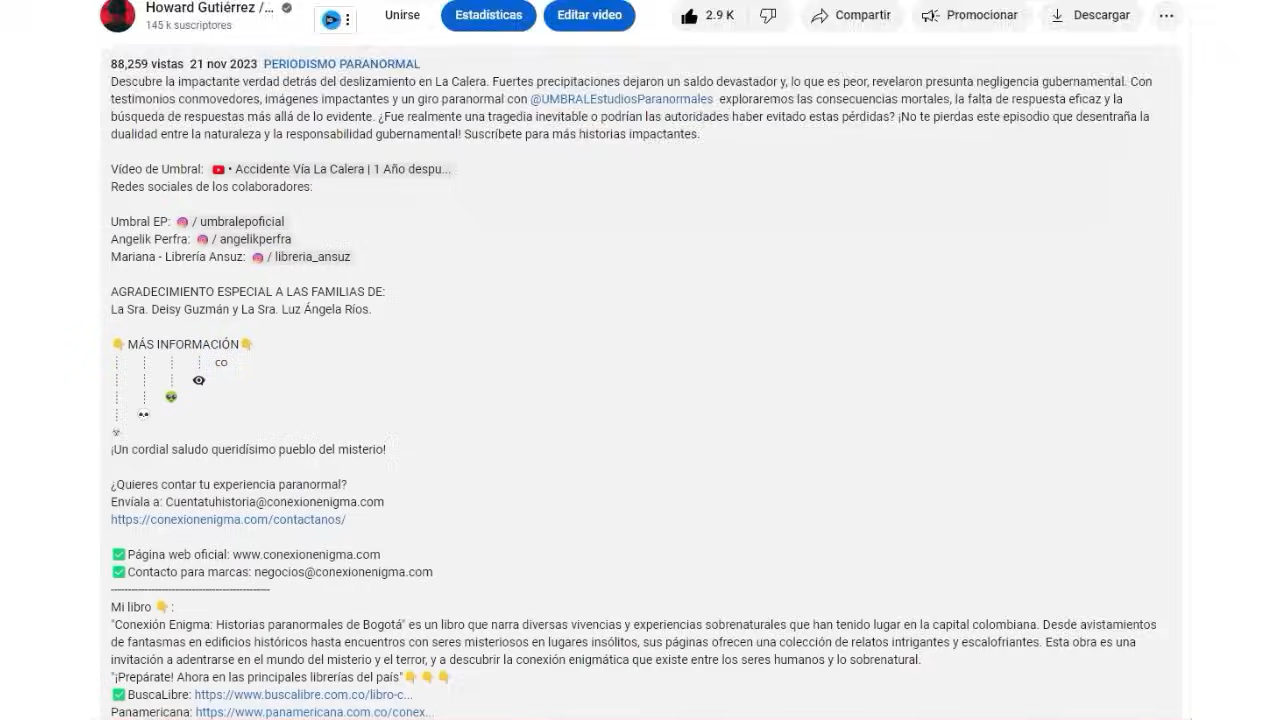 Howard Gutiérrez /...
145 k suscriptores
Unirse
Estadísticas
Editar video
2.9 K
Compartir
Promocionar
Descargar
88,259 vistas 21 nov 2023 PERIODISMO PARANORMAL
Descubre la impactante verdad detrás del deslizamiento en La Calera. Fuertes precipitaciones dejaron un saldo devastador y, lo que es peor, revelaron presunta negligencia gubernamental. Con
testimonios conmovedores, imágenes impactantes y un giro paranormal con @UMBRALEstudiosParanormales exploraremos las consecuencias mortales, la falta de respuesta eficaz y la
búsqueda de respuestas más allá de lo evidente. ¿Fue realmente una tragedia inevitable o podrían las autoridades haber evitado estas pérdidas? ¡No te pierdas este episodio que desentraña la
dualidad entre la naturaleza y la responsabilidad gubernamental! Suscríbete para más historias impactantes.
Vídeo de Umbral: • Accidente Vía La Calera | 1 Año despu...
Redes sociales de los colaboradores:
Umbral EP: / umbralepoficial
Angelik Perfra: / angelikperfra
Mariana - Librería Ansuz: / libreria_ansuz
AGRADECIMIENTO ESPECIAL A LAS FAMILIAS DE:
La Sra. Deisy Guzmán y La Sra. Luz Ángela Ríos.
👇 MÁS INFORMACIÓN👇
CO
¡Un cordial saludo queridísimo pueblo del misterio!
¿Quieres contar tu experiencia paranormal?
Envíala a: Cuentatuhistoria@conexionenigma.com
https://conexionenigma.com/contactanos/
✅Página web oficial: www.conexionenigma.com
✅Contacto para marcas: negocios@conexionenigma.com
Mi libro 👇 :
"Conexión Enigma: Historias paranormales de Bogotá" es un libro que narra diversas vivencias y experiencias sobrenaturales que han tenido lugar en la capital colombiana. Desde avistamientos
de fantasmas en edificios históricos hasta encuentros con seres misteriosos en lugares insólitos, sus páginas ofrecen una colección de relatos intrigantes y escalofriantes. Esta obra es una
invitación a adentrarse en el mundo del misterio y el terror, y a descubrir la conexión enigmática que existe entre los seres humanos y lo sobrenatural.
"¡Prepárate! Ahora en las principales librerías del país"👇👇👇
✅BuscaLibre: https://www.buscalibre.com.co/libro-c...
Panamericana: https://www.panamericana.com.co/conex...